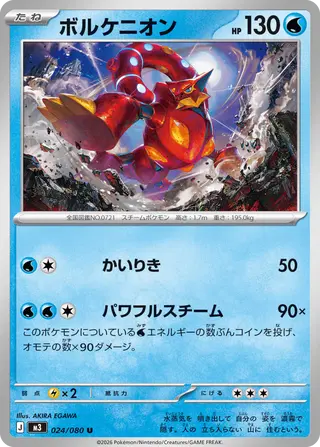 たね ボルケニオン HP 130
全国図鑑NO.0721 スチームポケモン 高さ：1.7m 重さ：195.0kg
かいりき 50
パワフルスチーム 90×
このポケモンについている水エネルギーの数ぶんコインを投げ、
オモテの数×90ダメージ。
弱点 ×2 抵抗力 にげる
Illus. AKIRA EGAWA
J m3 024/080 U
水蒸気を 噴きだして 自分の 姿を 濃霧で
隠す。人の 立ち入らない 山に 住むという。
©2026 Pokémon/Nintendo/Creatures/GAME FREAK.